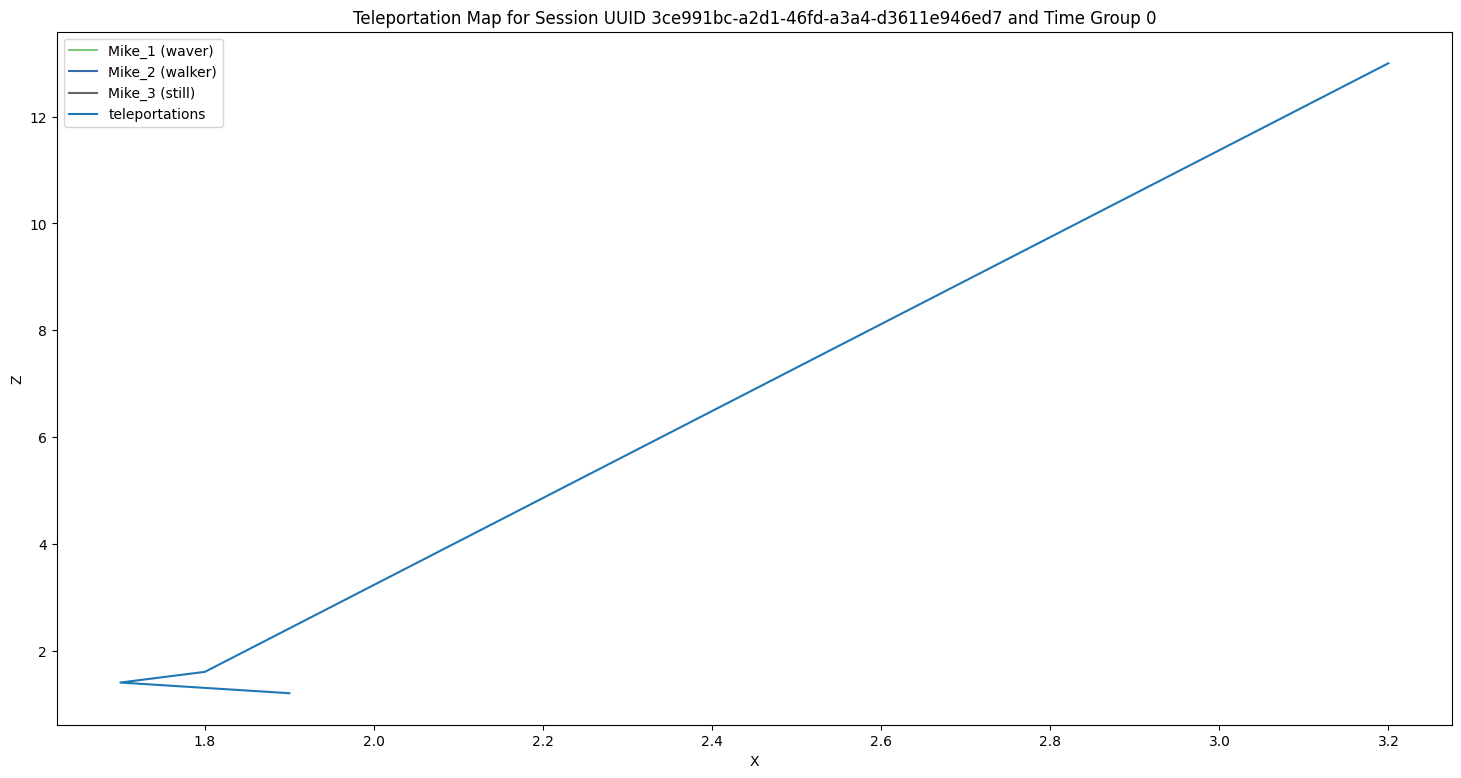 Teleportation Map for Session UUID 3ce991bc-a2d1-46fd-a3a4-d3611e946ed7 and Time Group 0
Mike_1 (waver)
Mike_2 (walker)
Mike_3 (still)
teleportations
12
10
8
6
4
2
Z
1.8 2.0 2.2 2.4 2.6 2.8 3.0 3.2
X